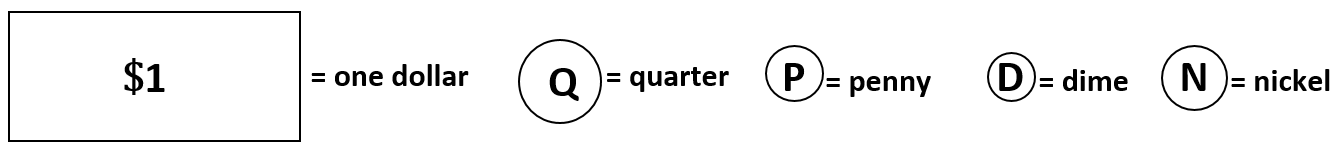 $1 = one dollar Q = quarter P = penny D = dime N = nickel